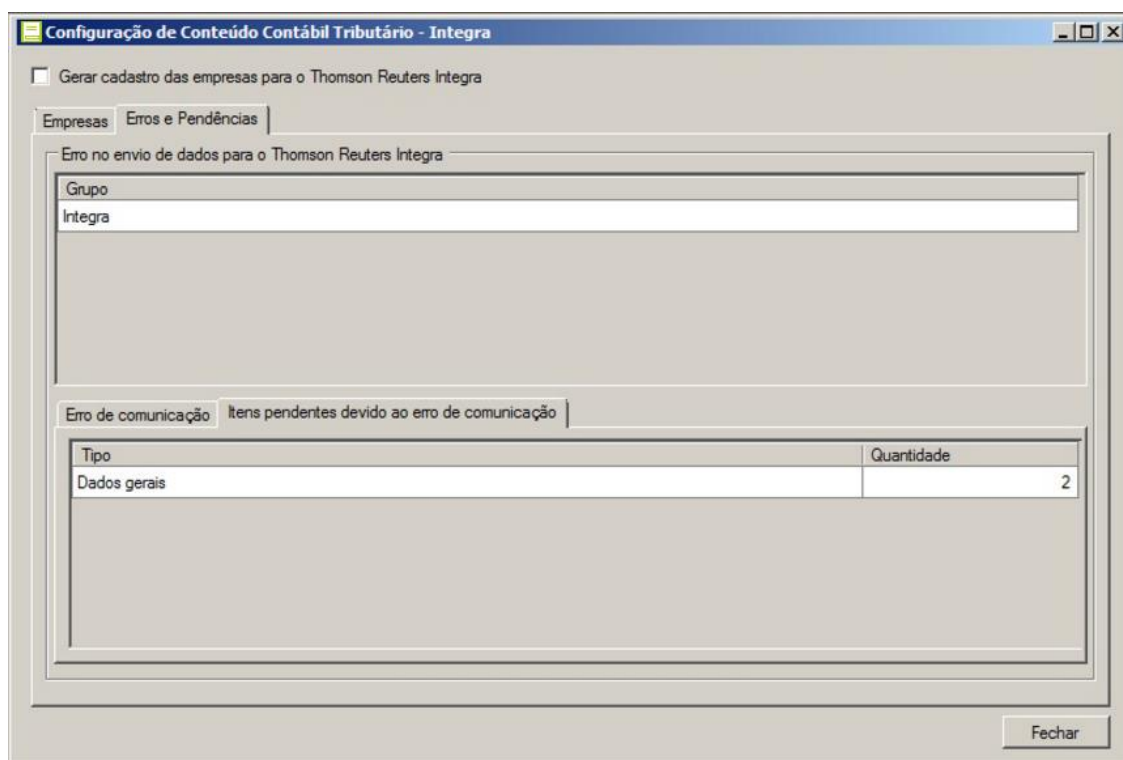 Configuração de Conteúdo Contábil Tributário - Integra
Gerar cadastro das empresas para o Thomson Reuters Integra
Empresas Erros e Pendências
Erro no envio de dados para o Thomson Reuters Integra
Grupo
Integra
Erro de comunicação Itens pendentes devido ao erro de comunicação
Tipo Quantidade
Dados gerais 2
Fechar